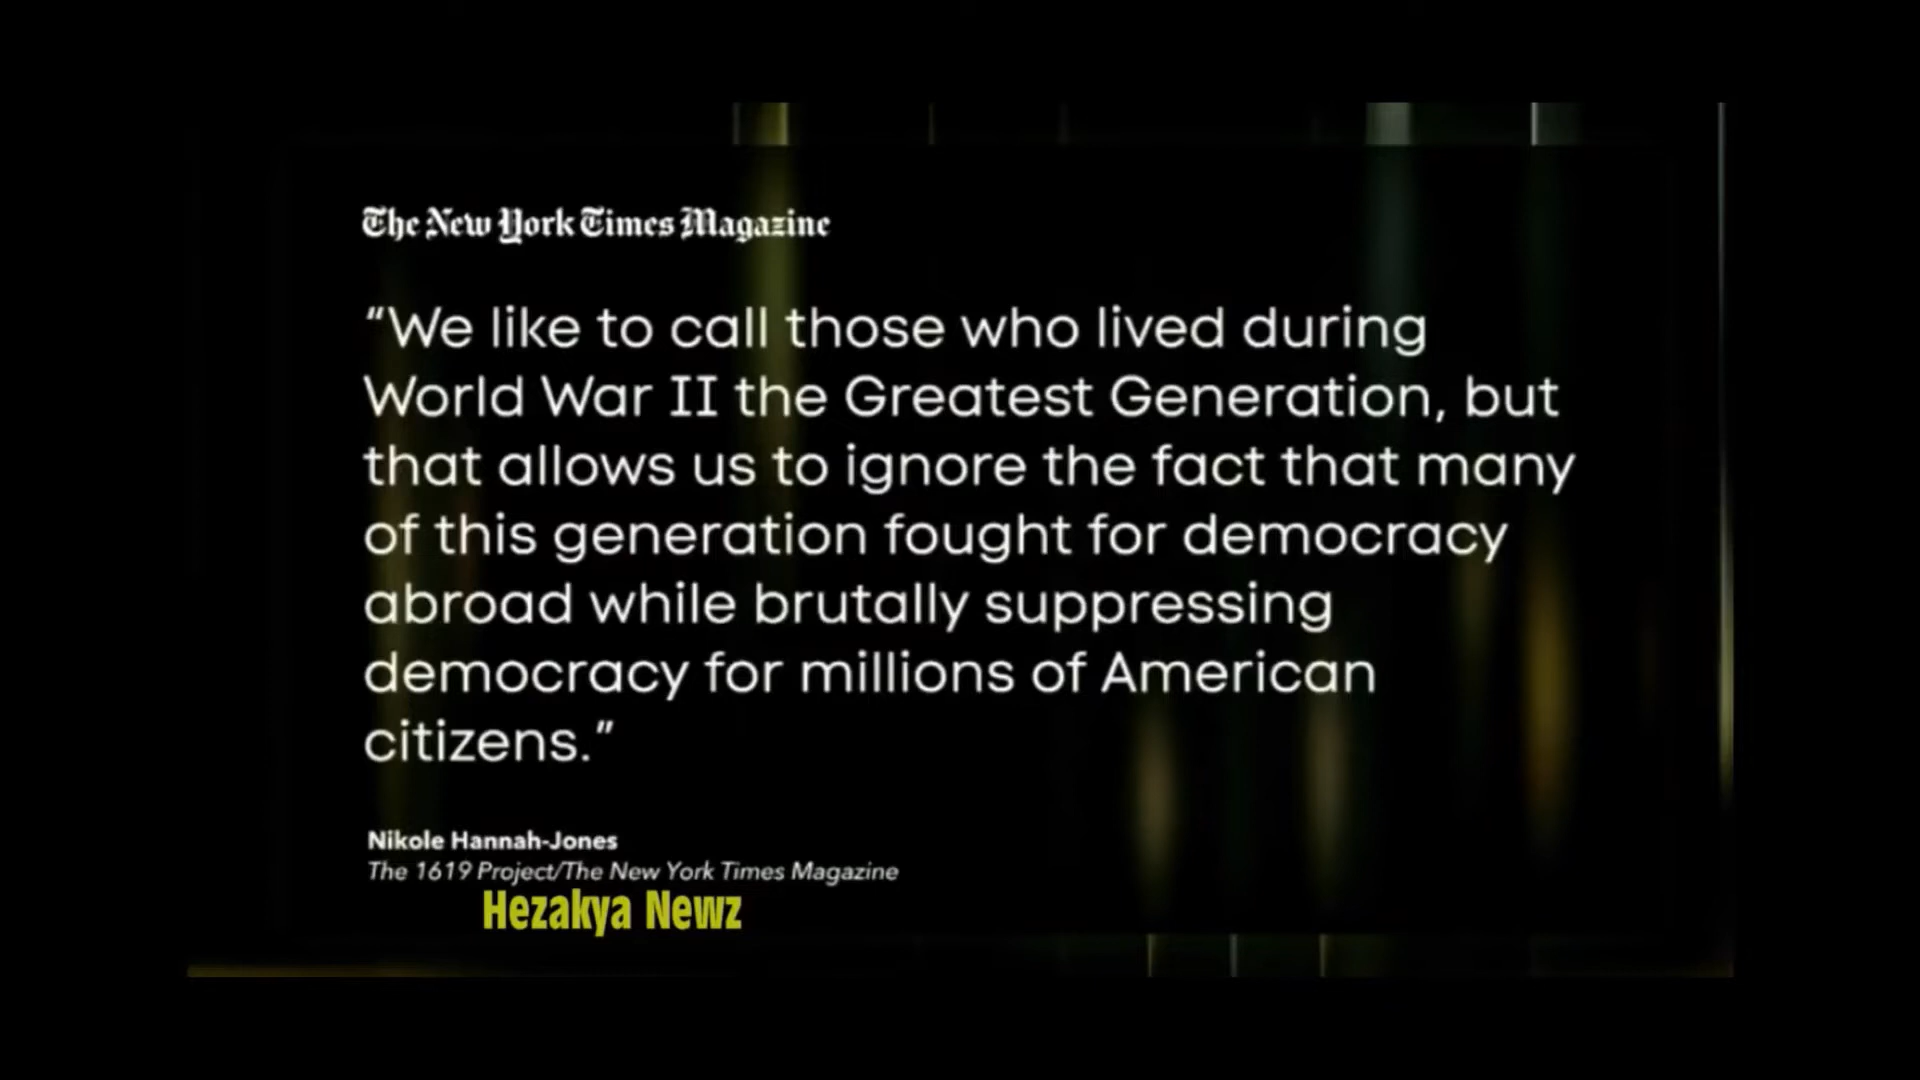 The New York Times Magazine
“We like to call those who lived during
World War II the Greatest Generation, but
that allows us to ignore the fact that many
of this generation fought for democracy
abroad while brutally suppressing
democracy for millions of American
citizens.”
Nikole Hannah-Jones
The 1619 Project/The New York Times Magazine
Hezakya Newz